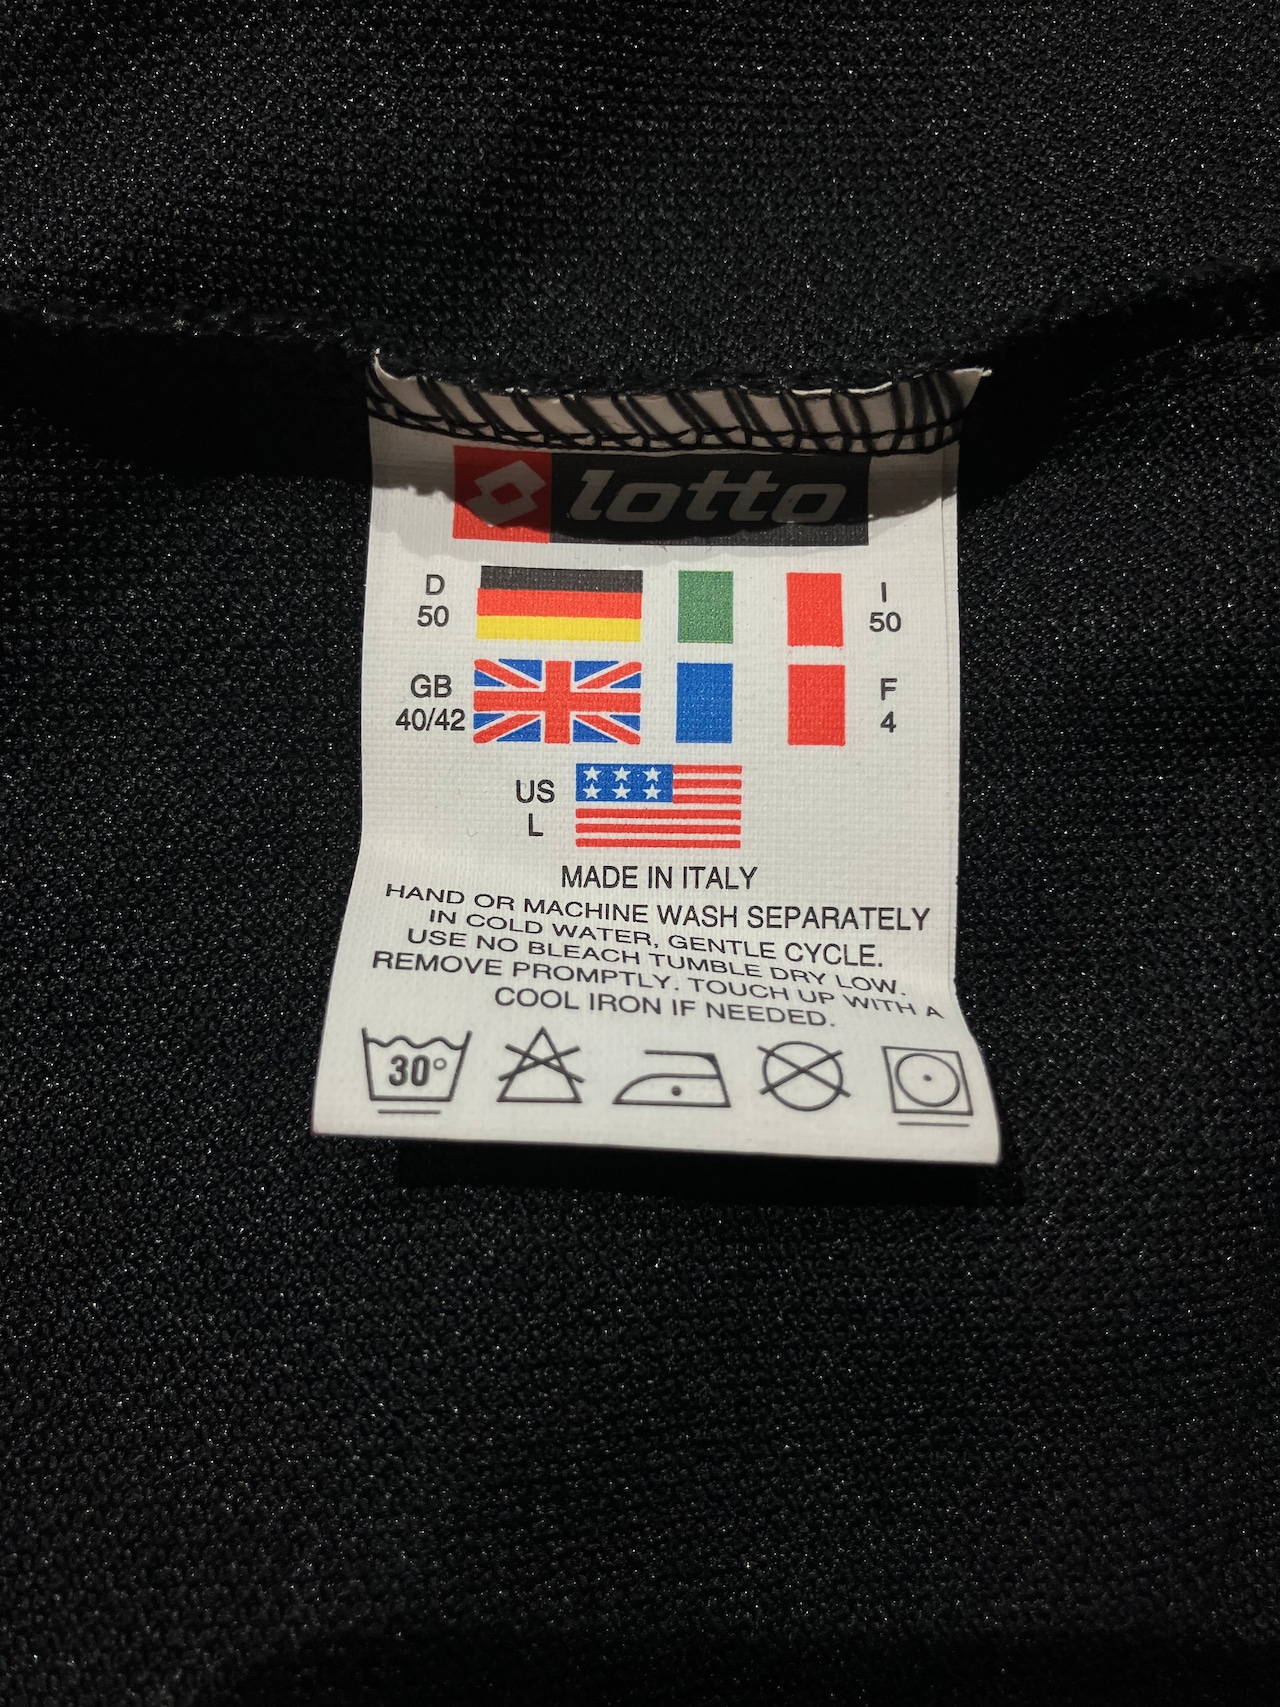 lotto
D
50
I
50
GB
40/42
F
4
US
L
MADE IN ITALY
HAND OR MACHINE WASH SEPARATELY
IN COLD WATER, GENTLE CYCLE.
USE NO BLEACH TUMBLE DRY LOW.
REMOVE PROMPTLY. TOUCH UP WITH A
COOL IRON IF NEEDED.
30°